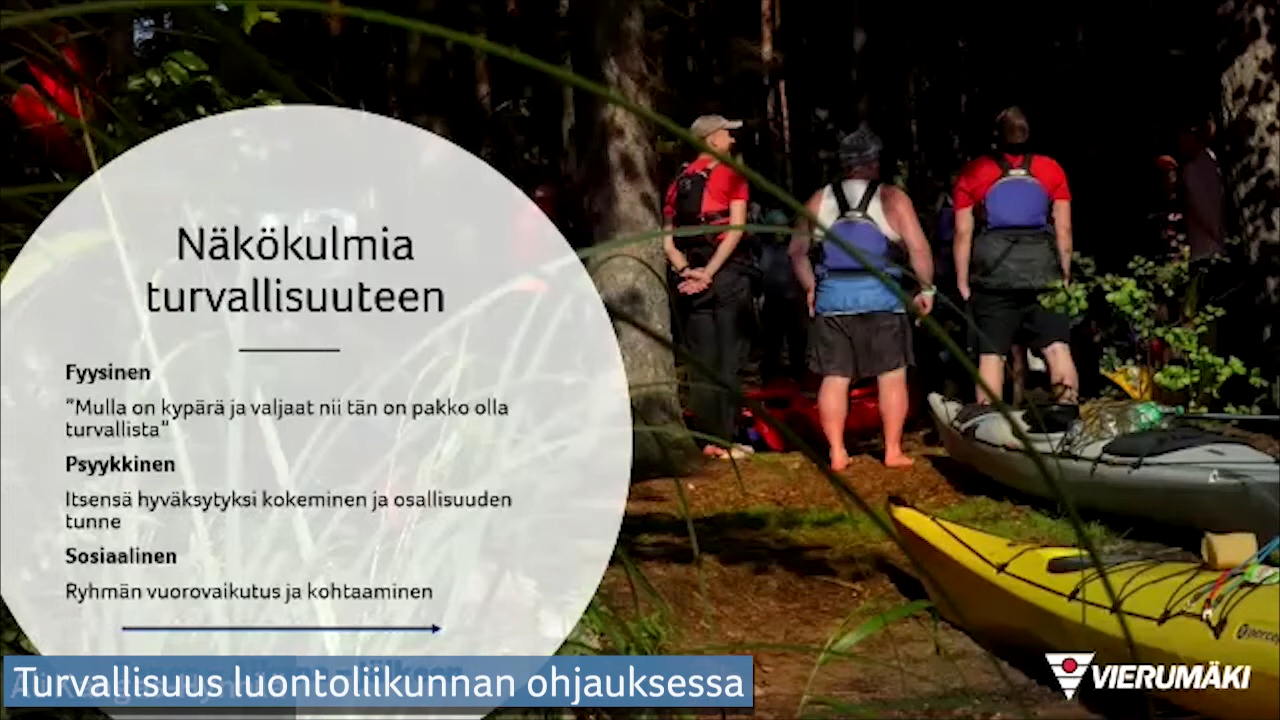 Näkökulmia
turvallisuuteen
Fyysinen
”Mulla on kypärä ja valjaat nii tän on pakko olla
turvallista”
Psyykkinen
Itsensä hyväksytyksi kokeminen ja osallisuuden
tunne
Sosiaalinen
Ryhmän vuorovaikutus ja kohtaaminen
Turvallisuus luontoliikunnan ohjauksessa
VIERUMÄKI